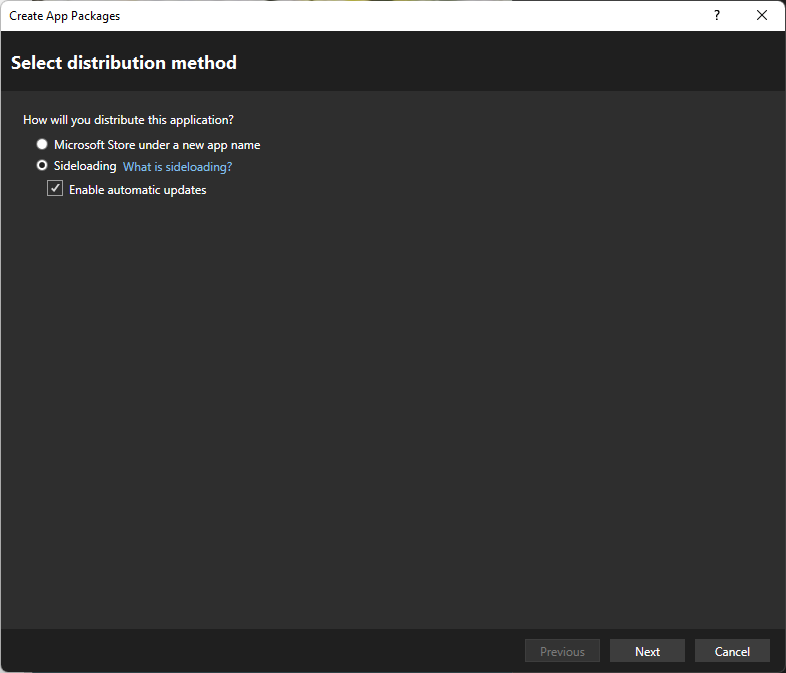 Create App Packages ?
Select distribution method
How will you distribute this application?
Microsoft Store under a new app name
Sideloading What is sideloading?
Enable automatic updates
Previous Next Cancel